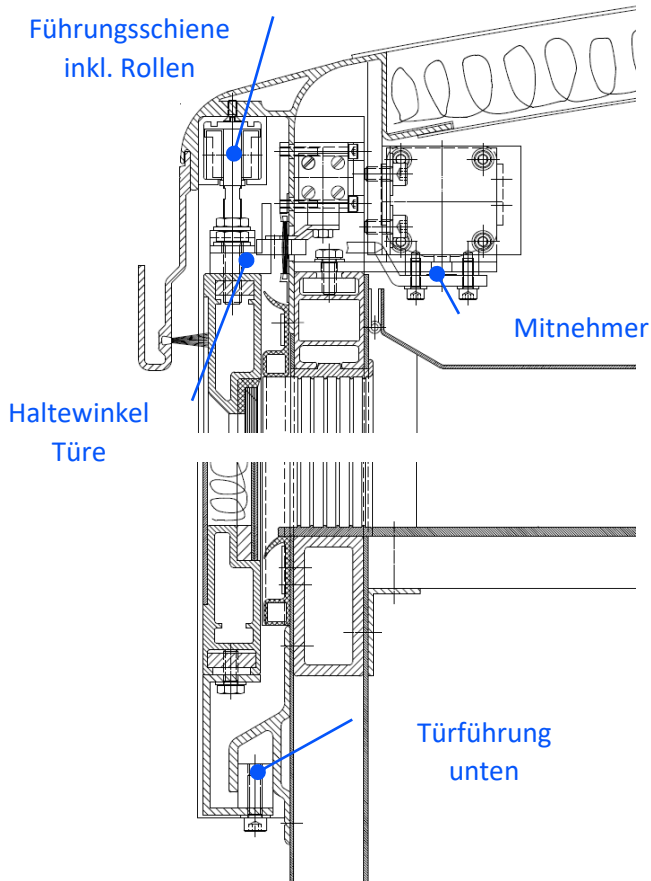 Führungsschiene
inkl. Rollen
Mitnehmer
Haltewinkel
Türe
Türführung
unten